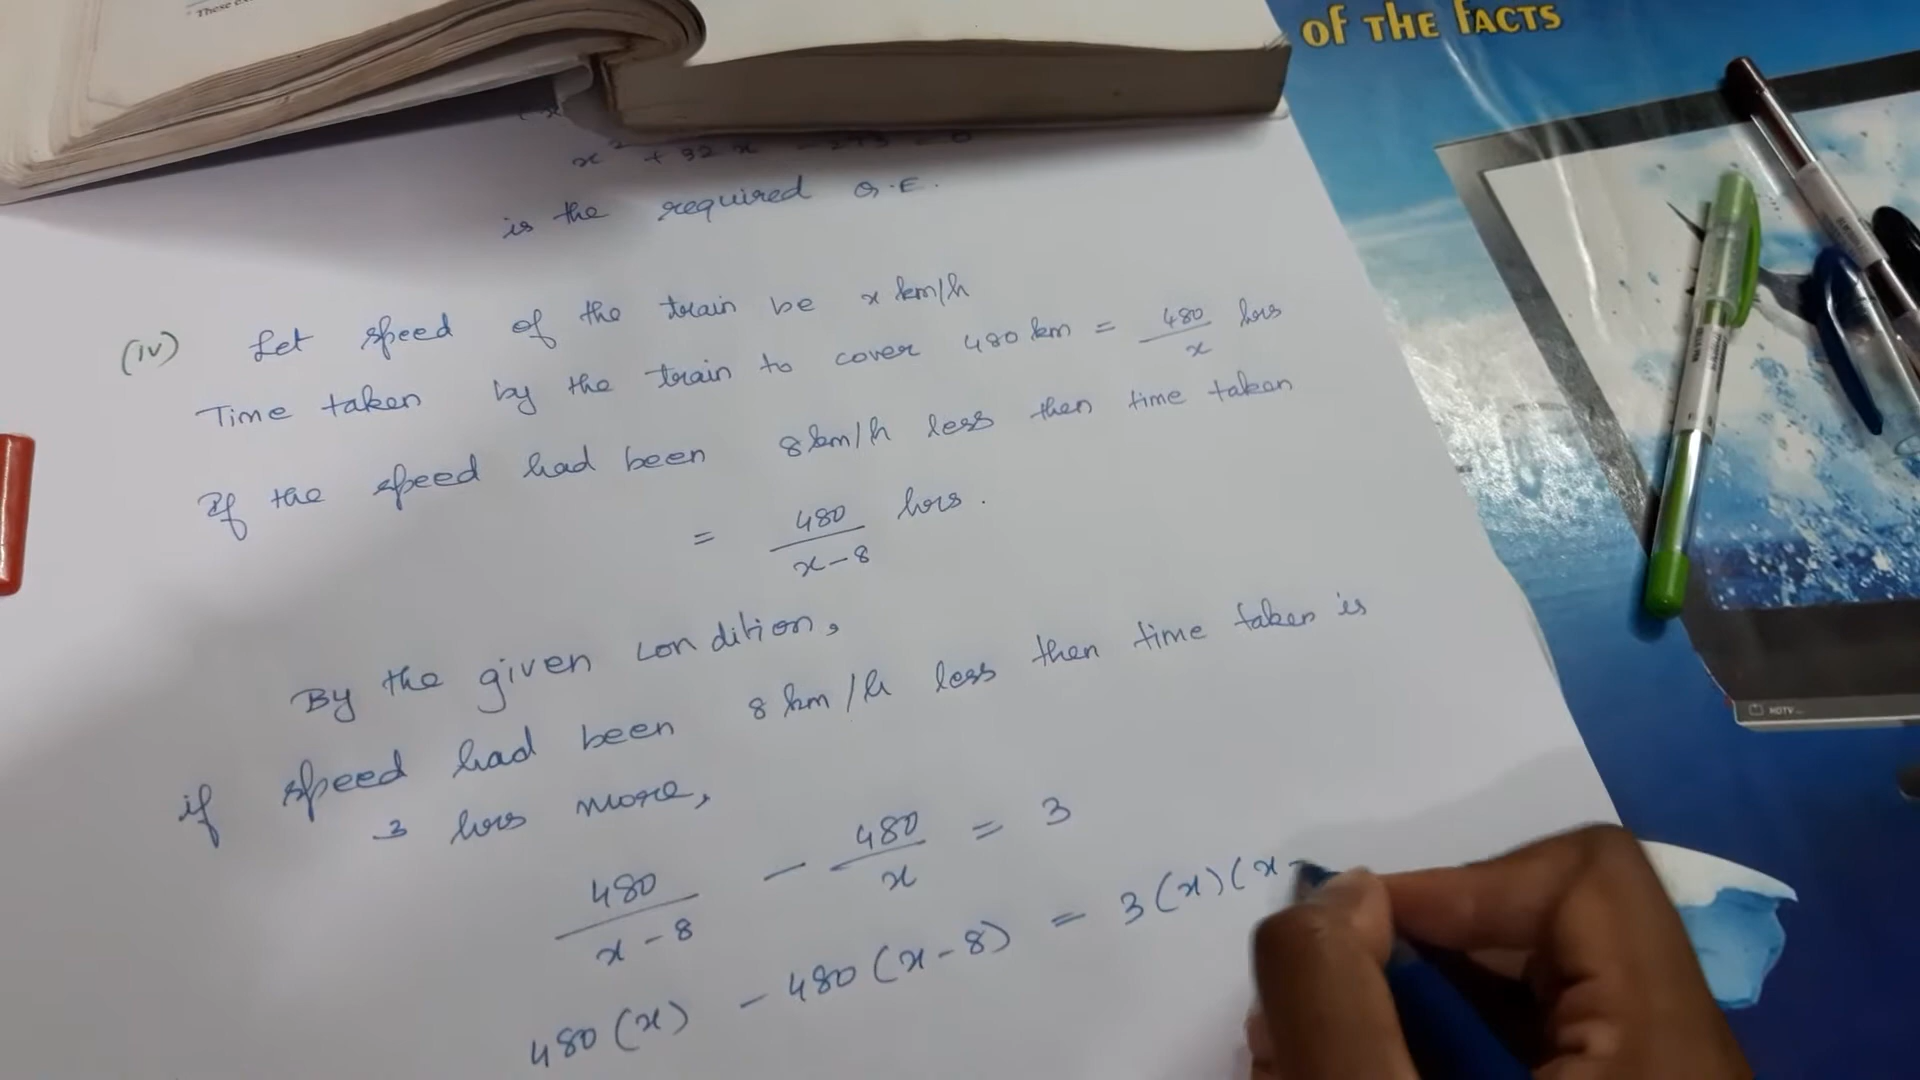 of THE FACTS
is the required Q.E.
(iv) Let speed of the train be x km/h
Time taken by the train to cover 480 km = 480/x hrs
If the speed had been 8 km/h less then time taken
= 480/x-8 hrs.
By the given condition,
if speed had been 8 km/h less then time taken is
3 hrs more,
480/x-8 - 480/x = 3
480(x) - 480(x-8) = 3(x)(x-